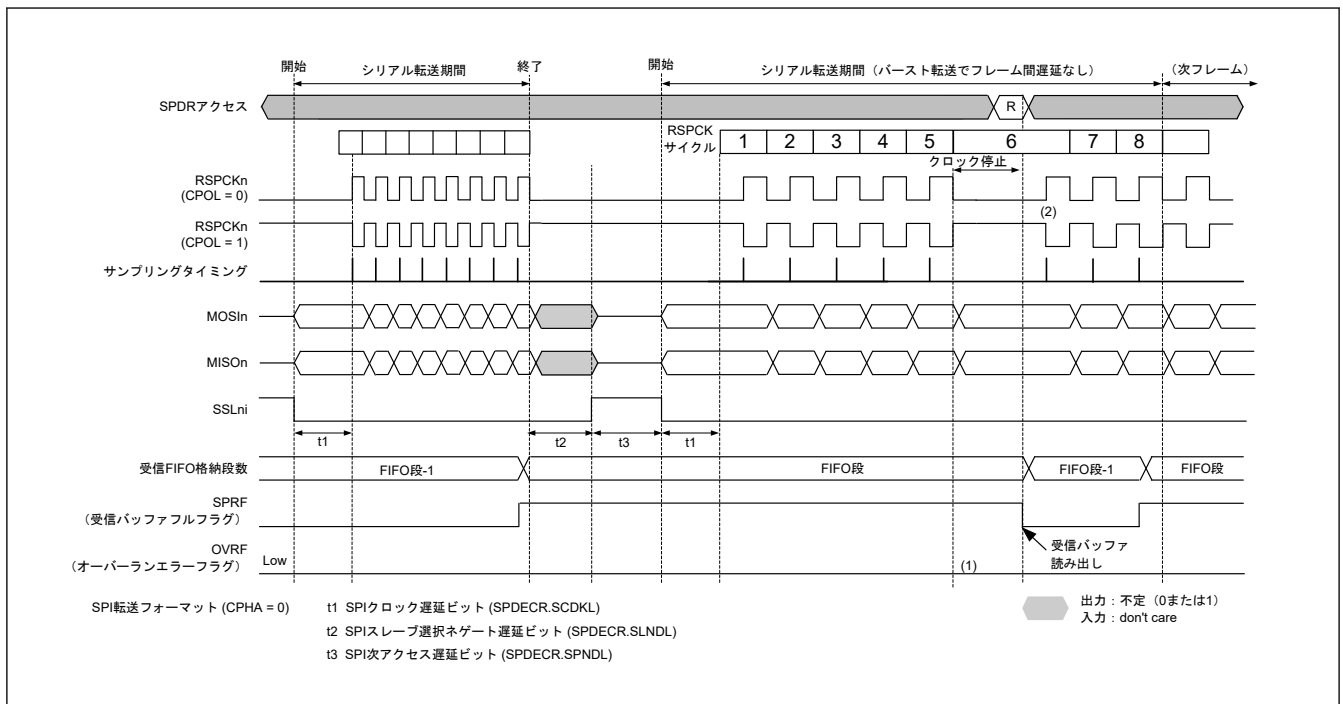 開始
シリアル転送期間
終了
開始
シリアル転送期間（バースト転送でフレーム間遅延なし）
（次フレーム）
SPDRアクセス
R
RSPCK
サイクル
1 2 3 4 5 6 7 8
クロック停止
RSPCKn
(CPOL = 0)
(2)
RSPCKn
(CPOL = 1)
サンプリングタイミング
MOSIn
MISOn
SSLni
t1 t2 t3 t1
受信FIFO格納段数
FIFO段-1
FIFO段
FIFO段-1
FIFO段
SPRF
（受信バッファフルフラグ）
受信バッファ
読み出し
OVRF
（オーバーランエラーフラグ）
Low
(1)
SPI転送フォーマット (CPHA = 0)
t1 SPIクロック遅延ビット (SPDECR.SCDKL)
t2 SPIスレーブ選択ネゲート遅延ビット (SPDECR.SLNDL)
t3 SPI次アクセス遅延ビット (SPDECR.SPNDL)
出力：不定（0または1）
入力：don't care